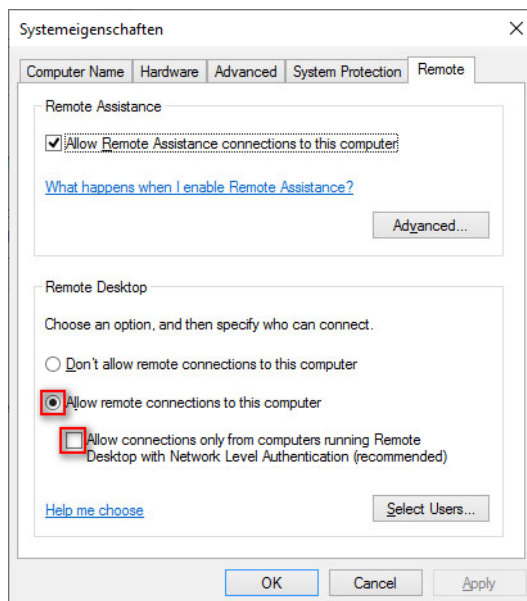 Systemeigenschaften
Computer Name
Hardware
Advanced
System Protection
Remote
Remote Assistance
Allow Remote Assistance connections to this computer
What happens when I enable Remote Assistance?
Advanced...
Remote Desktop
Choose an option, and then specify who can connect.
Don't allow remote connections to this computer
Allow remote connections to this computer
Allow connections only from computers running Remote
Desktop with Network Level Authentication (recommended)
Help me choose
Select Users...
OK
Cancel
Apply